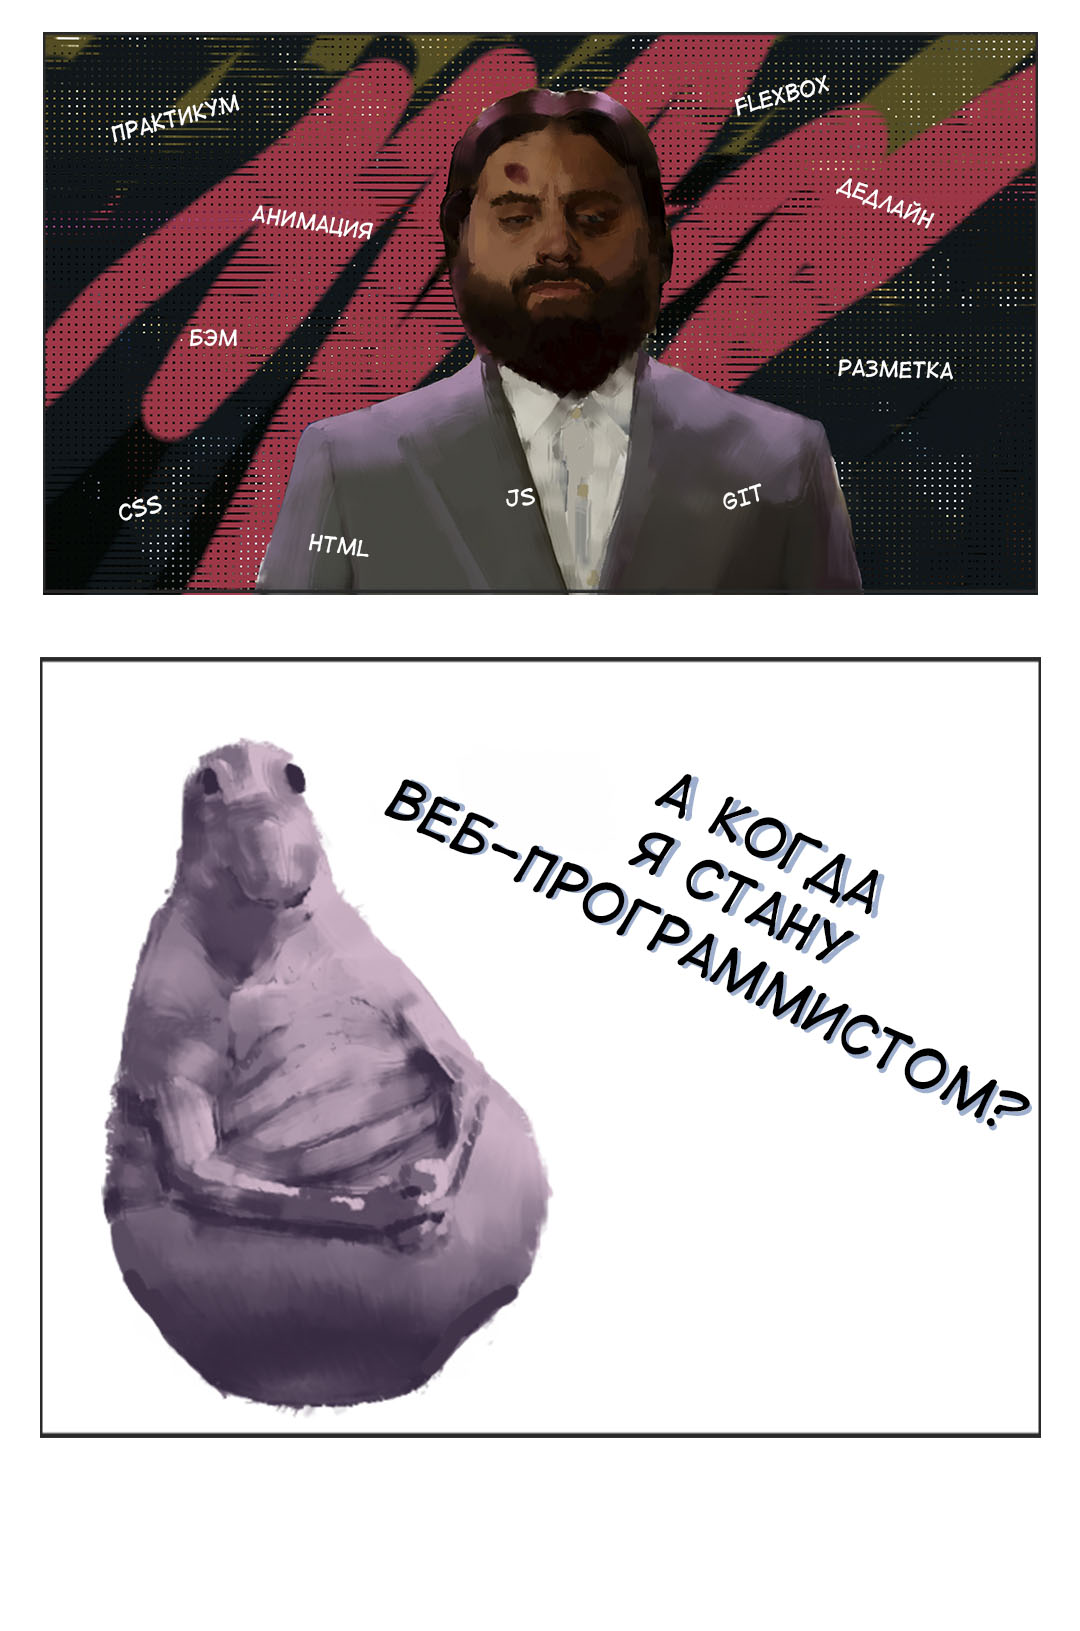 ПРАКТИКУМ
FLEXBOX
АНИМАЦИЯ
ДЕДЛАЙН
БЭМ
РАЗМЕТКА
CSS
JS
GIT
HTML
А КОГДА
Я СТАНУ
ВЕБ-ПРОГРАММИСТОМ?